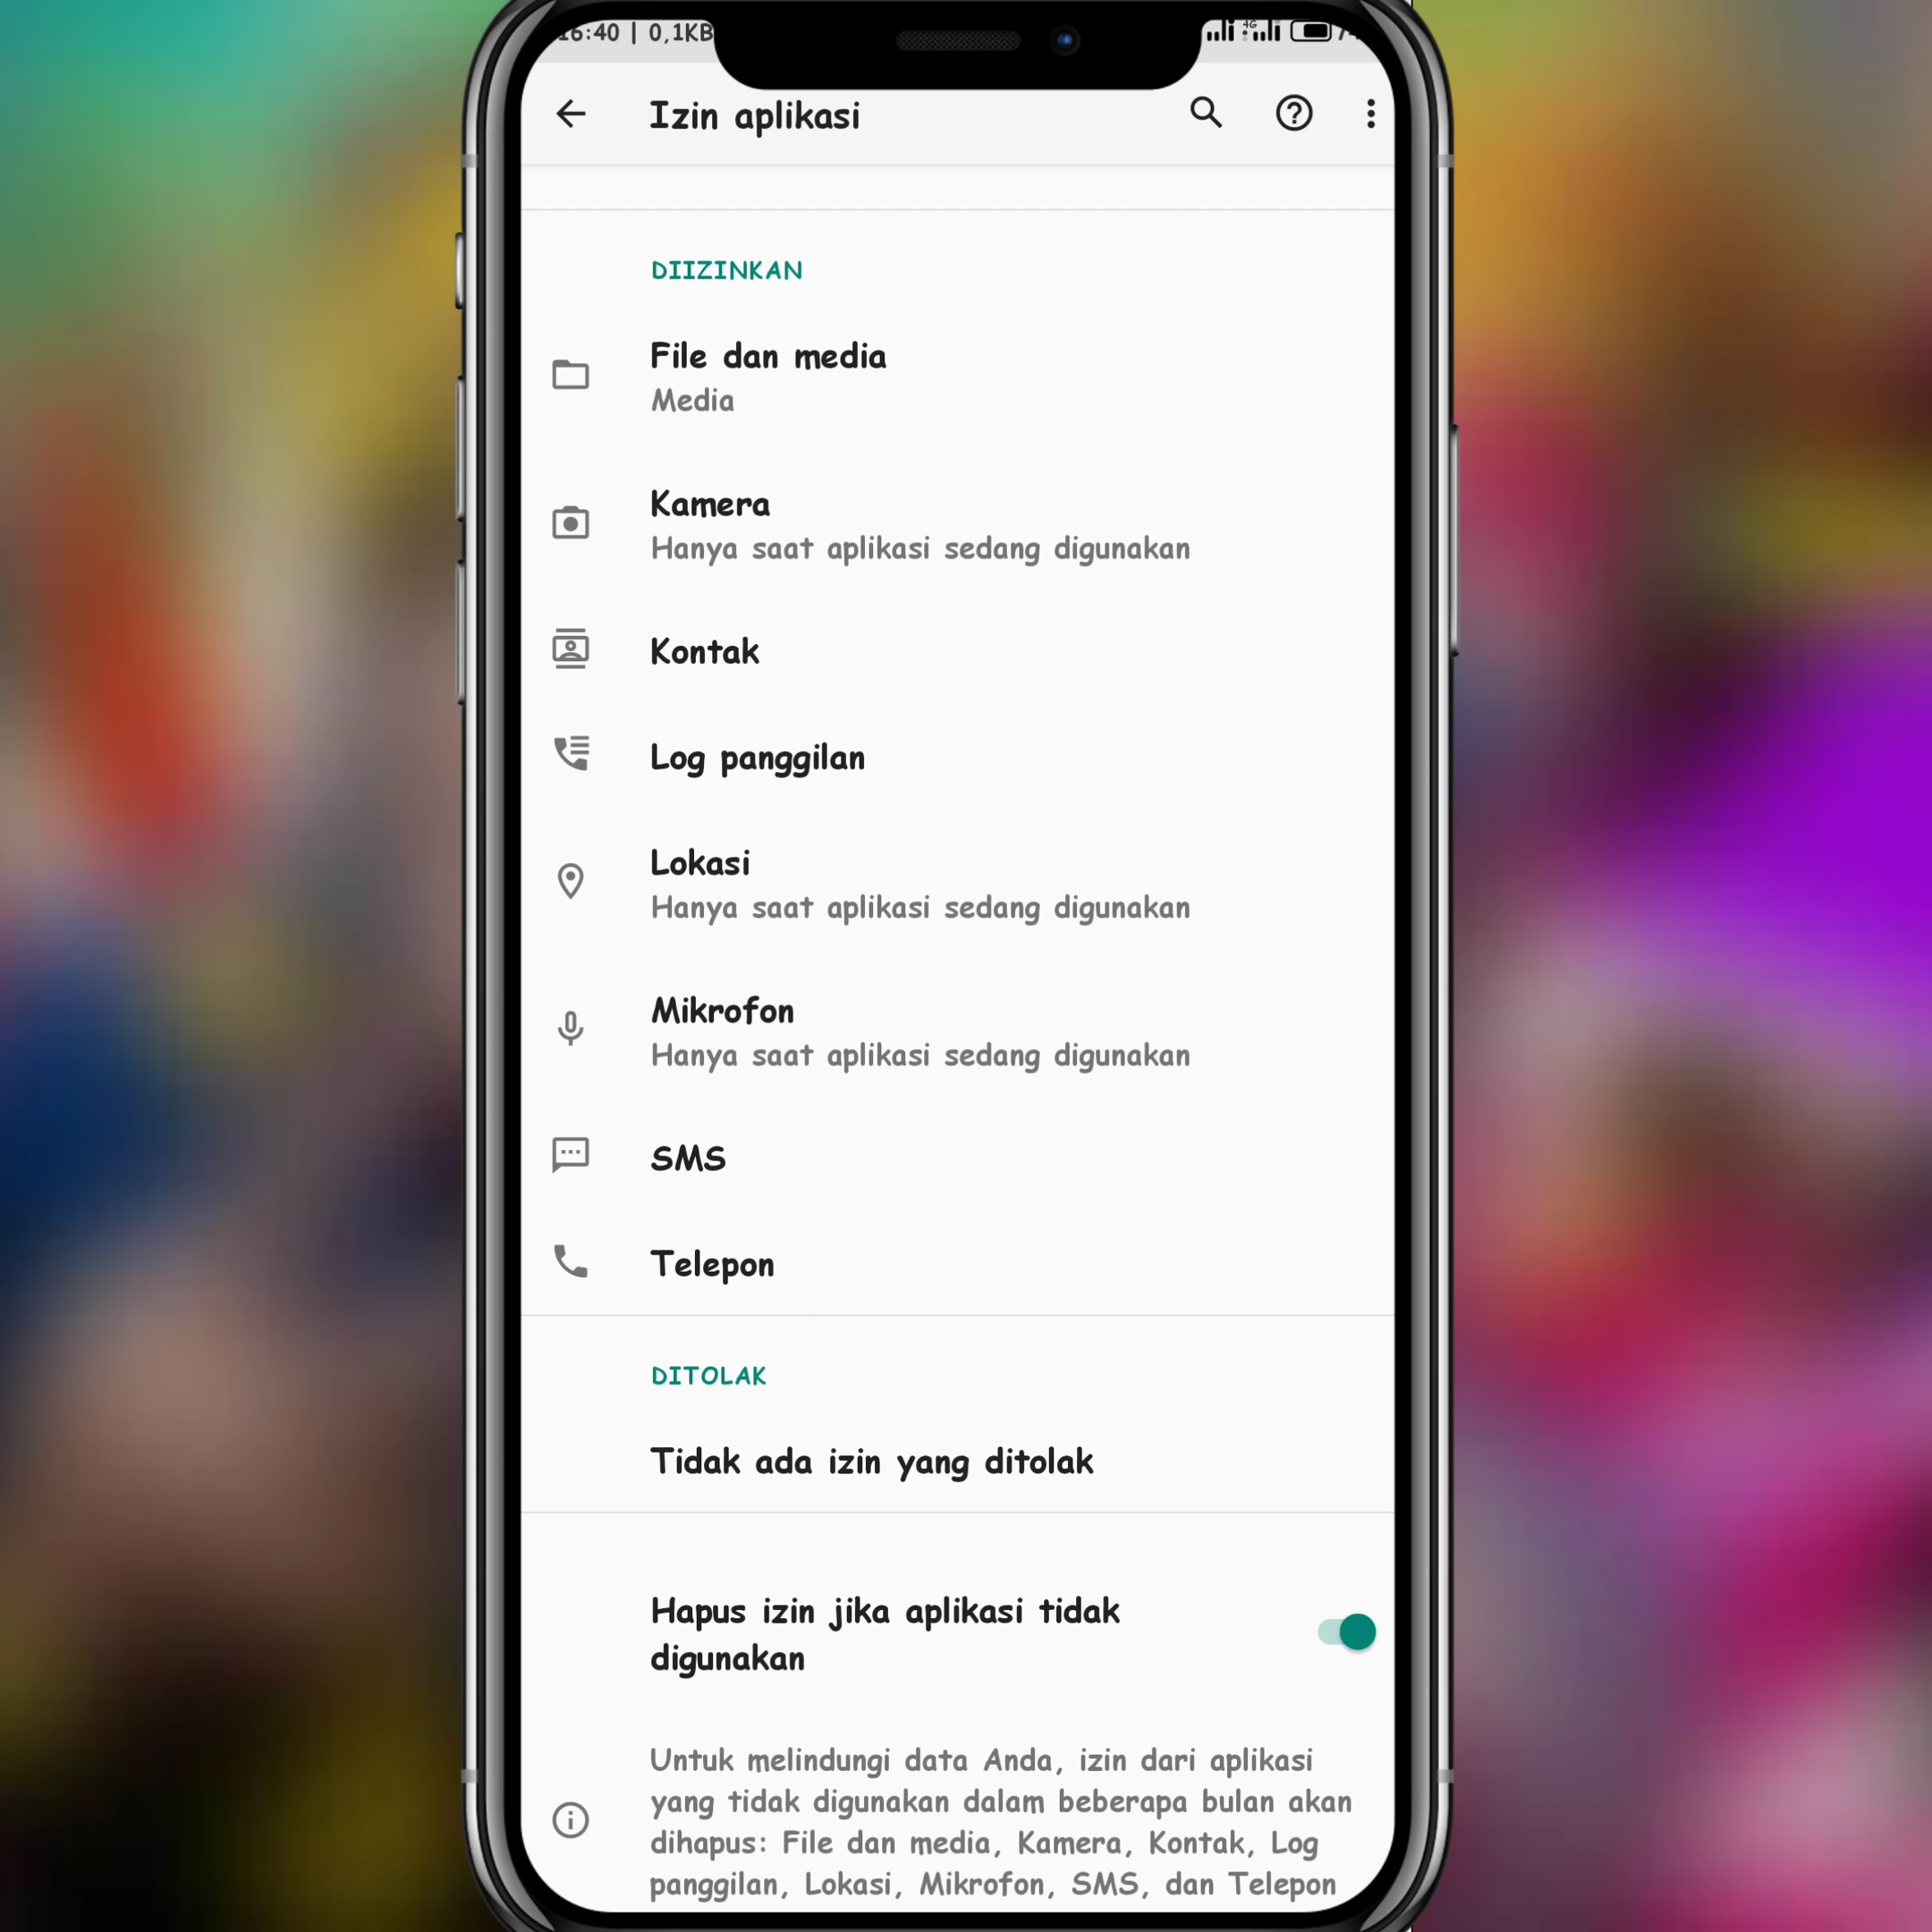 16:40 | 0,1KB
4G
Izin aplikasi
DIIZINKAN
File dan media
Media
Kamera
Hanya saat aplikasi sedang digunakan
Kontak
Log panggilan
Lokasi
Hanya saat aplikasi sedang digunakan
Mikrofon
Hanya saat aplikasi sedang digunakan
SMS
Telepon
DITOLAK
Tidak ada izin yang ditolak
Hapus izin jika aplikasi tidak
digunakan
Untuk melindungi data Anda, izin dari aplikasi
yang tidak digunakan dalam beberapa bulan akan
dihapus: File dan media, Kamera, Kontak, Log
panggilan, Lokasi, Mikrofon, SMS, dan Telepon